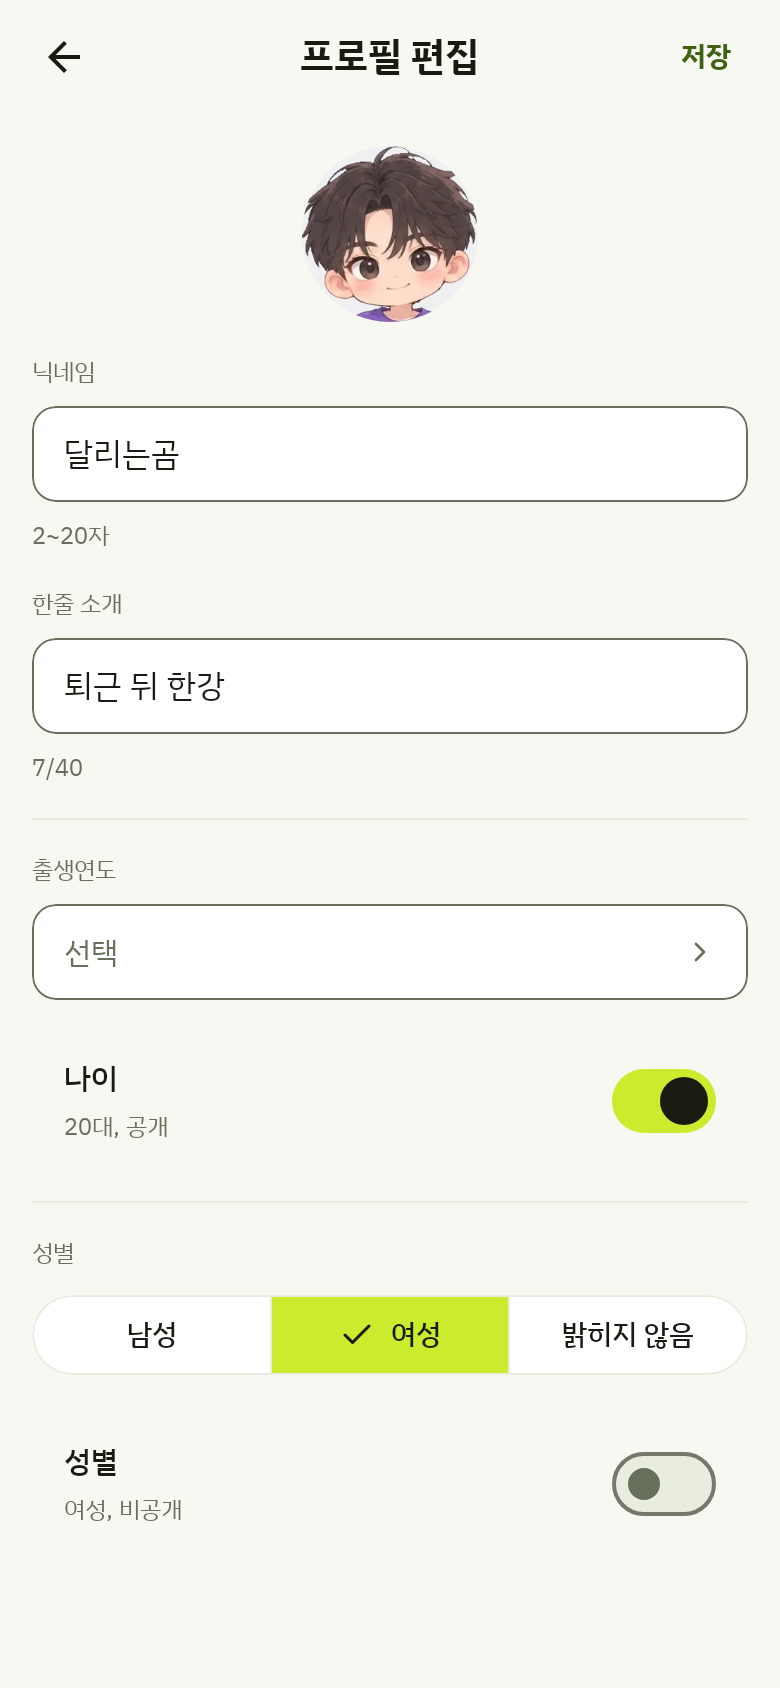 프로필 편집
저장
닉네임
달리는곰
2~20자
한줄 소개
퇴근 뒤 한강
7/40
출생연도
선택
나이
20대, 공개
성별
남성
여성
밝히지 않음
성별
여성, 비공개